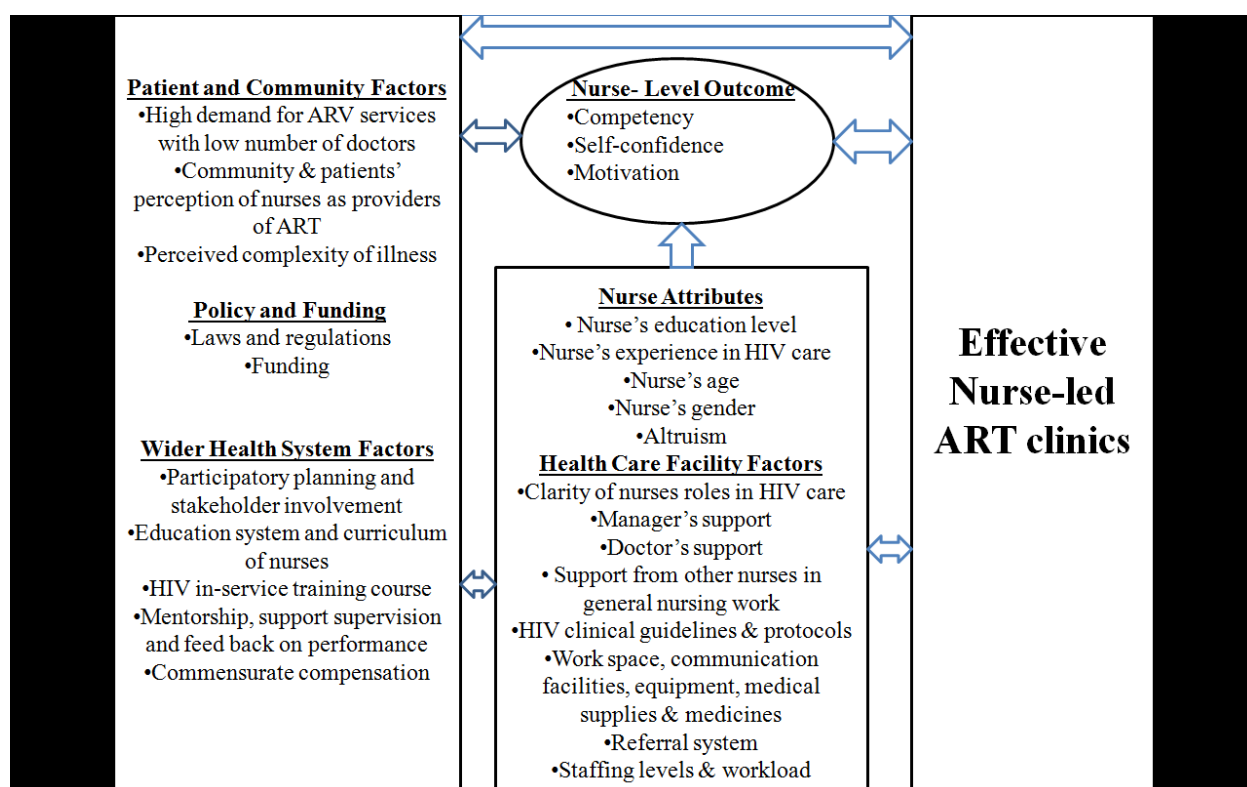 Patient and Community Factors
•High demand for ARV services
with low number of doctors
•Community & patients’
perception of nurses as providers
of ART
•Perceived complexity of illness
Policy and Funding
•Laws and regulations
•Funding
Wider Health System Factors
•Participatory planning and
stakeholder involvement
•Education system and curriculum
of nurses
•HIV in-service training course
•Mentorship, support supervision
and feed back on performance
•Commensurate compensation
Nurse- Level Outcome
•Competency
•Self-confidence
•Motivation
Nurse Attributes
• Nurse’s education level
•Nurse’s experience in HIV care
•Nurse’s age
•Nurse’s gender
•Altruism
Health Care Facility Factors
•Clarity of nurses roles in HIV care
•Manager’s support
•Doctor’s support
• Support from other nurses in
general nursing work
•HIV clinical guidelines & protocols
•Work space, communication
facilities, equipment, medical
supplies & medicines
•Referral system
•Staffing levels & workload
Effective
Nurse-led
ART clinics